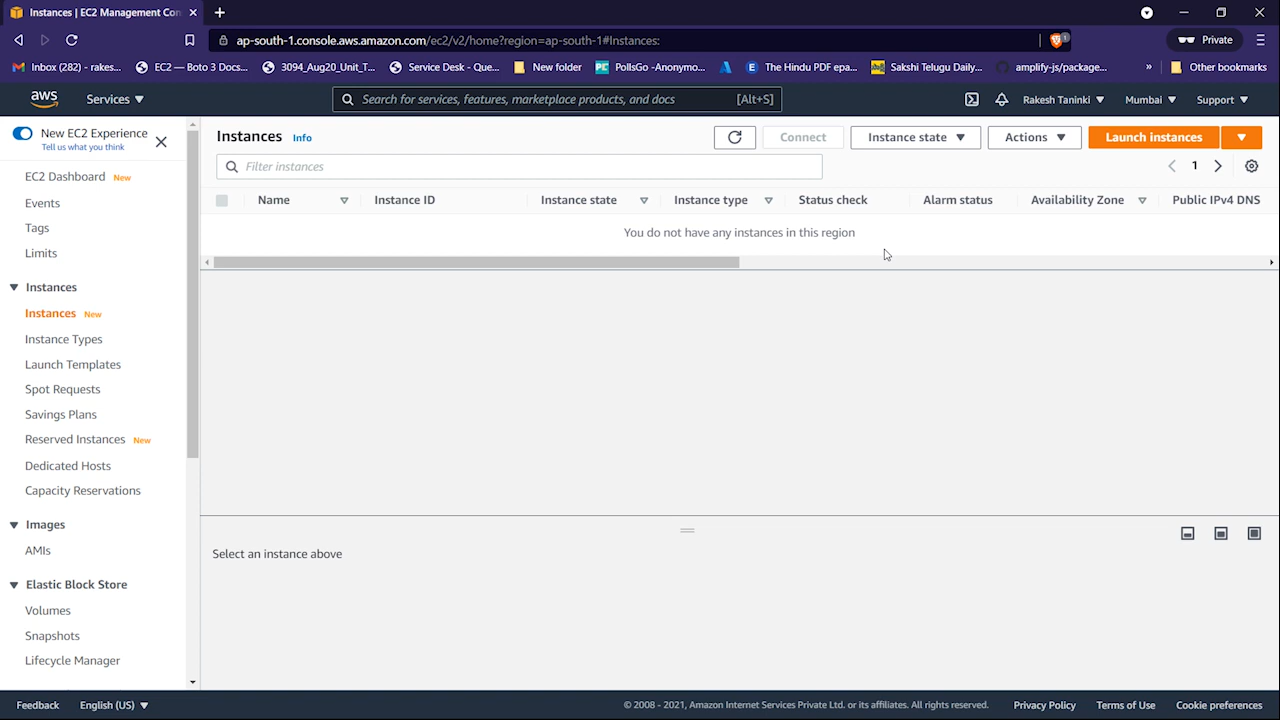 Instances | EC2 Management Con
ap-south-1.console.aws.amazon.com/ec2/v2/home?region=ap-south-1#Instances:
Private
Inbox (282) - rakes...
EC2 — Boto 3 Docs...
3094_Aug20_Unit_T...
Service Desk - Que...
New folder
PC
PollsGo -Anonymo...
E
The Hindu PDF epa...
Sakshi Telugu Daily...
amplify-js/package...
»
Other bookmarks
aws
Services
Search for services, features, marketplace products, and docs
[Alt+S]
Rakesh Taninki
Mumbai
Support
New EC2 Experience
Tell us what you think
EC2 Dashboard New
Events
Tags
Limits
Instances
Instances New
Instance Types
Launch Templates
Spot Requests
Savings Plans
Reserved Instances New
Dedicated Hosts
Capacity Reservations
Images
AMIs
Elastic Block Store
Volumes
Snapshots
Lifecycle Manager
Instances Info
Connect
Instance state
Actions
Launch instances
Filter instances
1
Name
Instance ID
Instance state
Instance type
Status check
Alarm status
Availability Zone
Public IPv4 DNS
You do not have any instances in this region
Select an instance above
Feedback
English (US)
© 2008 - 2021, Amazon Internet Services Private Ltd. or its affiliates. All rights reserved.
Privacy Policy
Terms of Use
Cookie preferences